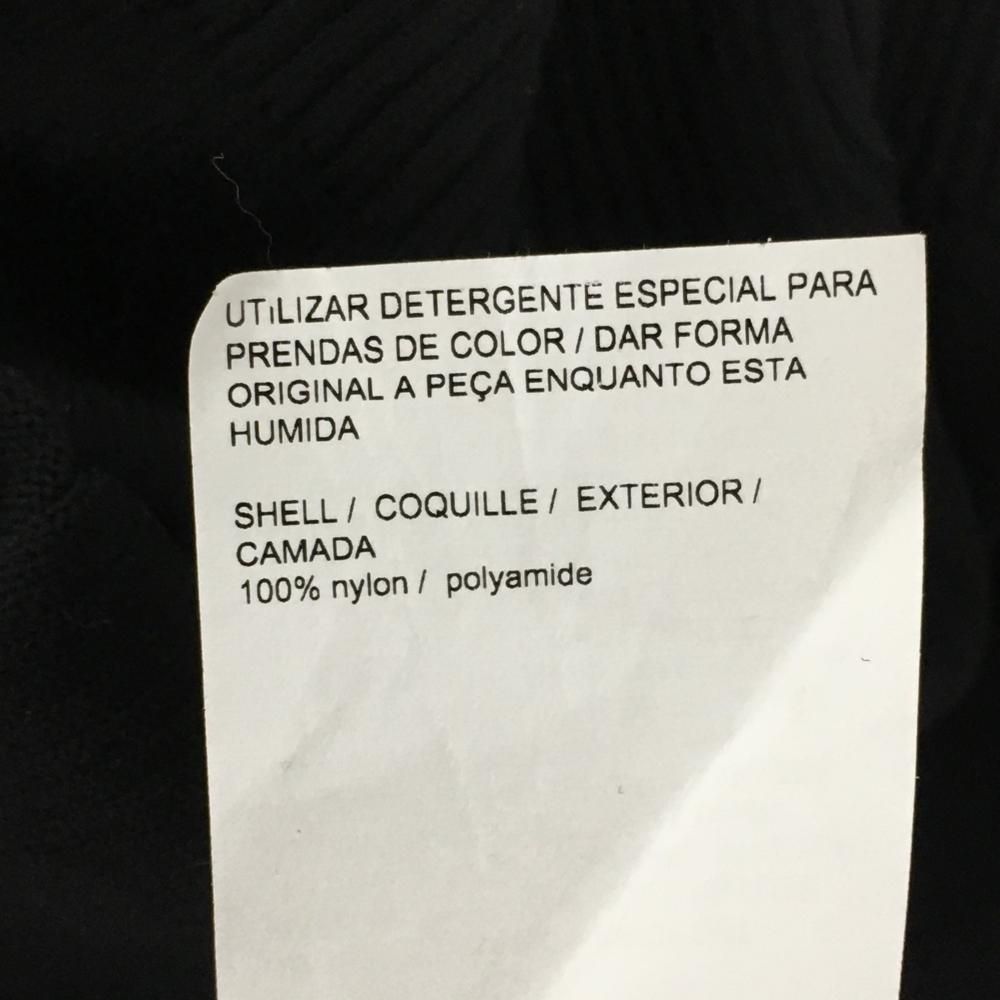 UTILIZAR DETERGENTE ESPECIAL PARA
PRENDAS DE COLOR / DAR FORMA
ORIGINAL A PEÇA ENQUANTO ESTA
HUMIDA
SHELL / COQUILLE / EXTERIOR /
CAMADA
100% nylon / polyamide